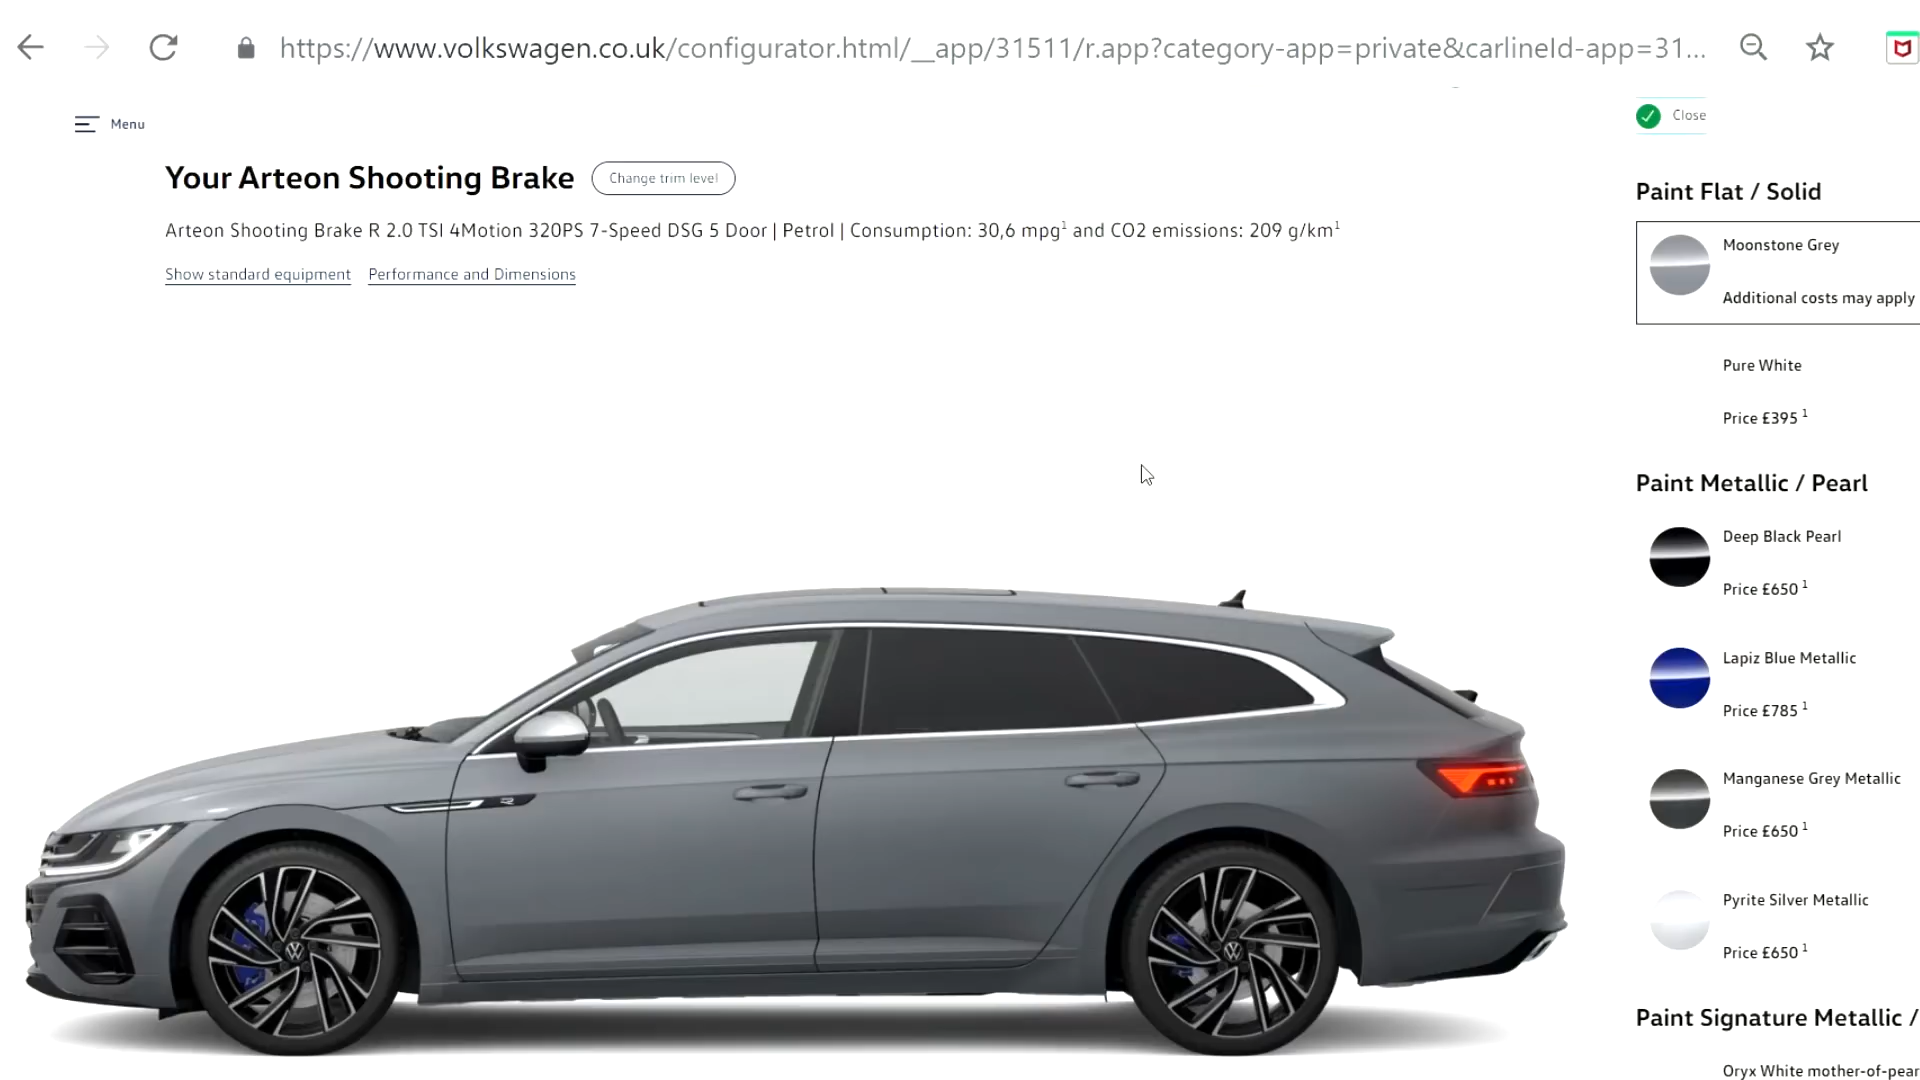 https://www.volkswagen.co.uk/configurator.html/__app/31511/r.app?category-app=private&carlineId-app=31...
Menu
Close
Your Arteon Shooting Brake
Change trim level
Arteon Shooting Brake R 2.0 TSI 4Motion 320PS 7-Speed DSG 5 Door | Petrol | Consumption: 30,6 mpg¹ and CO2 emissions: 209 g/km¹
Show standard equipment
Performance and Dimensions
Paint Flat / Solid
Moonstone Grey
Additional costs may apply
Pure White
Price £395 ¹
Paint Metallic / Pearl
Deep Black Pearl
Price £650 ¹
Lapiz Blue Metallic
Price £785 ¹
Manganese Grey Metallic
Price £650 ¹
Pyrite Silver Metallic
Price £650 ¹
Paint Signature Metallic /
Oryx White mother-of-pear